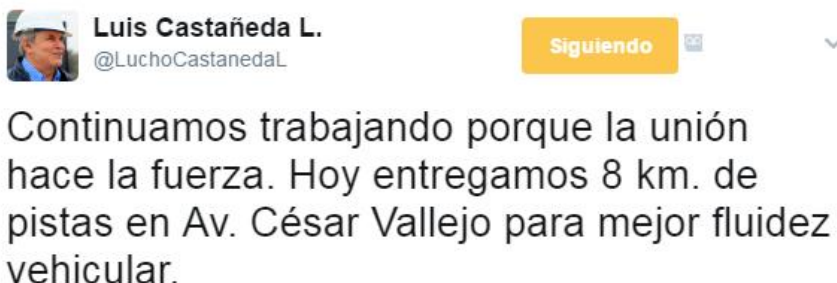 Luis Castañeda L.
@LuchoCastanedaL
Siguiendo
Continuamos trabajando porque la unión
hace la fuerza. Hoy entregamos 8 km. de
pistas en Av. César Vallejo para mejor fluidez
vehicular.